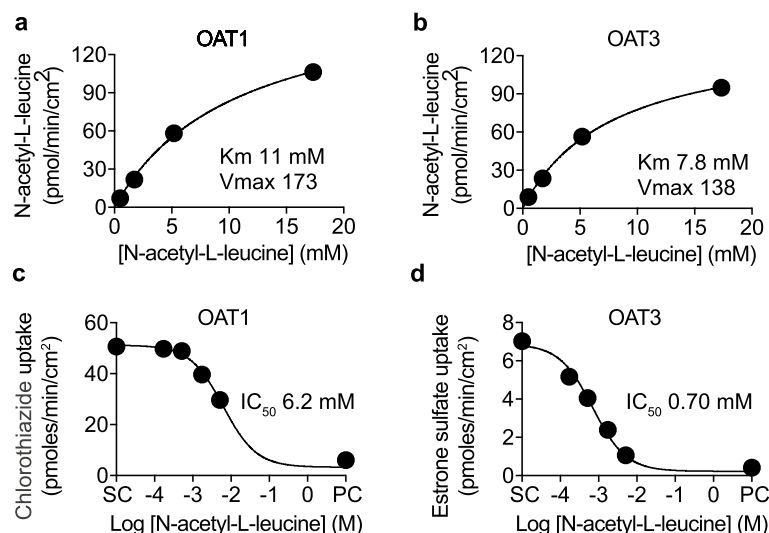 a
OAT1
N-acetyl-L-leucine
(pmol/min/cm²)
120
90
60
30
0
Km 11 mM
Vmax 173
0 5 10 15 20
[N-acetyl-L-leucine] (mM)
b
OAT3
N-acetyl-L-leucine
(pmol/min/cm²)
120
90
60
30
0
Km 7.8 mM
Vmax 138
0 5 10 15 20
[N-acetyl-L-leucine] (mM)
c
OAT1
Chlorothiazide uptake
(pmoles/min/cm²)
60
40
20
0
IC₅₀ 6.2 mM
SC -4 -3 -2 -1 0 PC
Log [N-acetyl-L-leucine] (M)
d
OAT3
Estrone sulfate uptake
(pmoles/min/cm²)
8
6
4
2
0
IC₅₀ 0.70 mM
SC -4 -3 -2 -1 0 PC
Log [N-acetyl-L-leucine] (M)